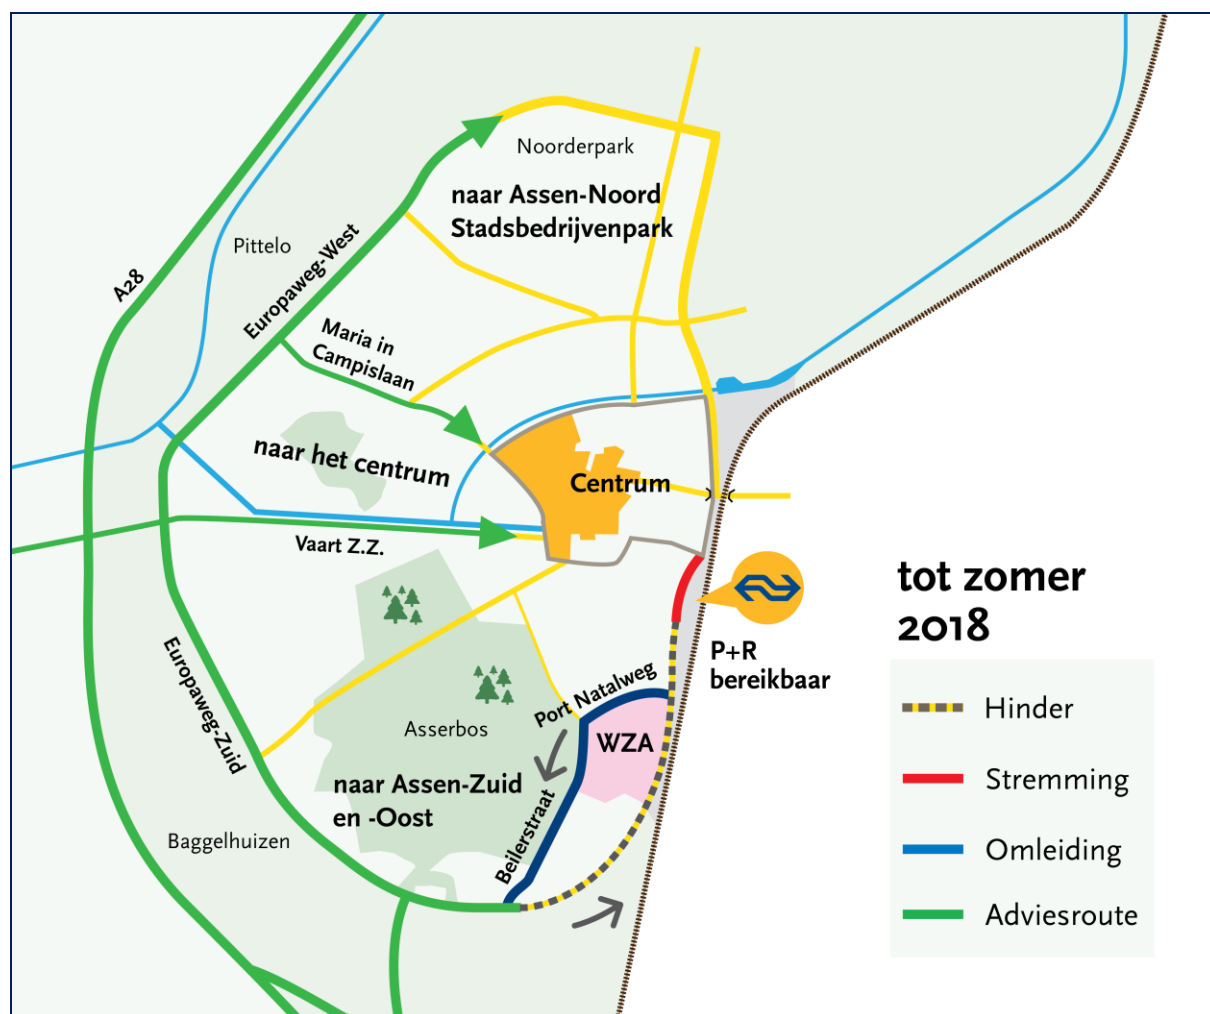 Noorderpark
naar Assen-Noord
Stadsbedrijvenpark
Pittelo
A28
Europaweg-West
Maria in
Campislaan
naar het centrum
Centrum
Vaart Z.Z.
tot zomer
2018
P+R
bereikbaar
Europaweg-Zuid
Port Natalweg
Asserbos
WZA
naar Assen-Zuid
en -Oost
Beilerstraat
Baggelhuizen
Hinder
Stremming
Omleiding
Adviesroute